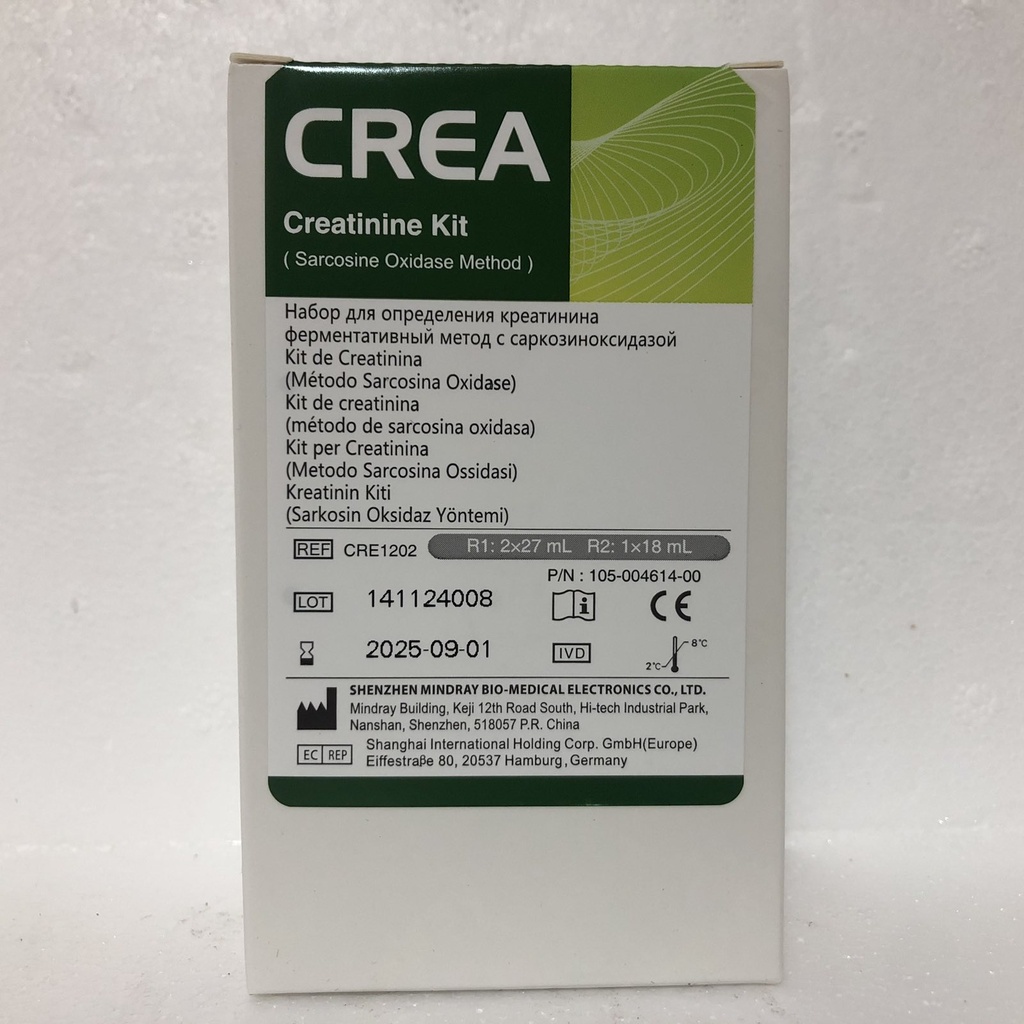 CREA
Creatinine Kit
( Sarcosine Oxidase Method )
Набор для определения креатинина
ферментативный метод с саркозиноксидазой
Kit de Creatinina
(Método Sarcosina Oxidase)
Kit de creatinina
(método de sarcosina oxidasa)
Kit per Creatinina
(Metodo Sarcosina Ossidasi)
Kreatinin Kiti
(Sarkosin Oksidaz Yöntemi)
REF CRE1202 R1: 2×27 mL R2: 1×18 mL
P/N : 105-004614-00
LOT 141124008 i CE
2025-09-01 IVD 2℃ 8℃
SHENZHEN MINDRAY BIO-MEDICAL ELECTRONICS CO., LTD.
Mindray Building, Keji 12th Road South, Hi-tech Industrial Park,
Nanshan, Shenzhen, 518057 P.R. China
EC REP Shanghai International Holding Corp. GmbH(Europe)
Eiffestraße 80, 20537 Hamburg, Germany